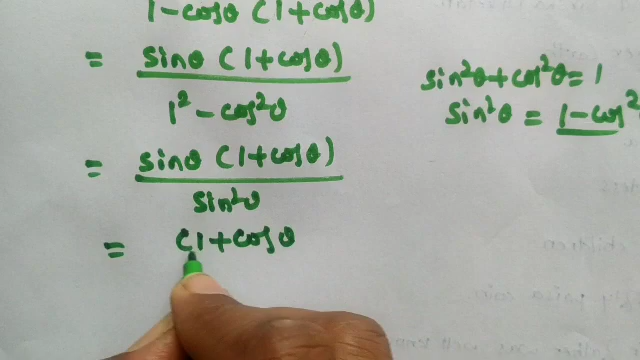 1-cosθ (1+cosθ)
= sinθ (1+cosθ)
1²-cos²θ
= sinθ (1+cosθ)
sin²θ
= (1+cosθ
sin²θ+cos²θ=1
sin²θ = 1-cos²